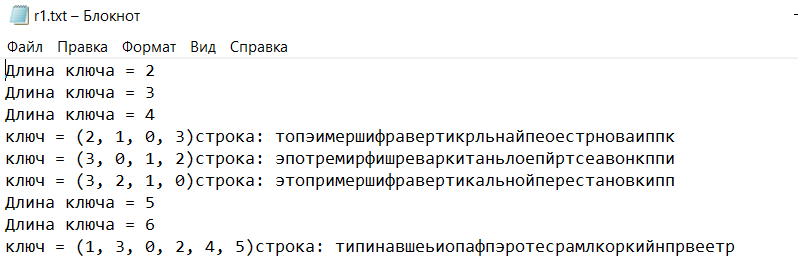 r1.txt – Блокнот
Файл Правка Формат Вид Справка
Длина ключа = 2
Длина ключа = 3
Длина ключа = 4
ключ = (2, 1, 0, 3)строка: топэимершифравертикрльнайпеоестрноваиппк
ключ = (3, 0, 1, 2)строка: эпотремирфишреваркитаньлоепйртсеавонкппи
ключ = (3, 2, 1, 0)строка: этопримершифравертикальнойперестановкипп
Длина ключа = 5
Длина ключа = 6
ключ = (1, 3, 0, 2, 4, 5)строка: типинавшеьиопафпэротесрамлкоркийнпрвеетр